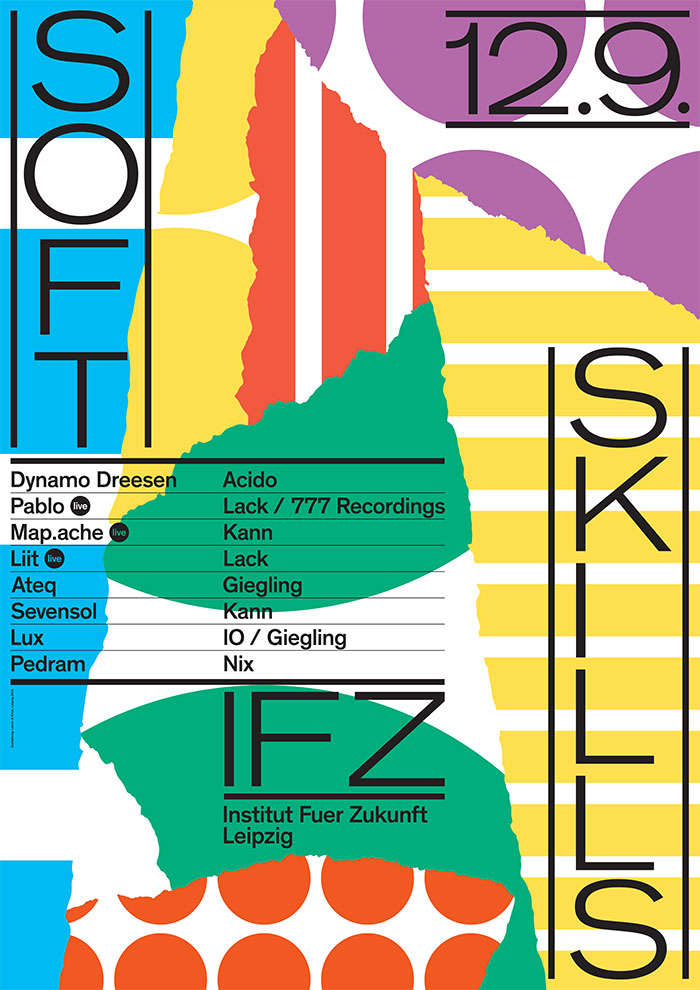 SOFT
12.9.
SKILLS
Dynamo Dreesen Acido
Pablo live Lack / 777 Recordings
Map.ache live Kann
Liit live Lack
Ateq Giegling
Sevensol Kann
Lux IO / Giegling
Pedram Nix
IFZ
Institut Fuer Zukunft
Leipzig